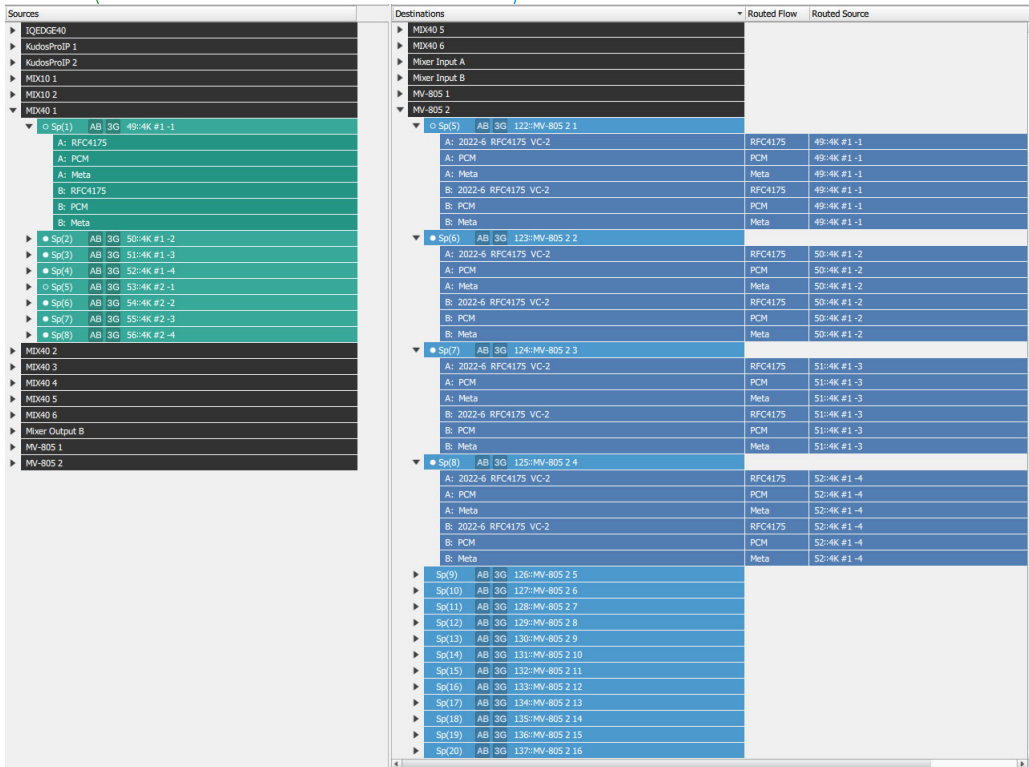 Sources
IQEDGE40
KudosProIP 1
KudosProIP 2
MIX10 1
MIX10 2
MIX40 1
Sp(1) AB 3G 49::4K #1 -1
A: RFC4175
A: PCM
A: Meta
B: RFC4175
B: PCM
B: Meta
Sp(2) AB 3G 50::4K #1 -2
Sp(3) AB 3G 51::4K #1 -3
Sp(4) AB 3G 52::4K #1 -4
Sp(5) AB 3G 53::4K #2 -1
Sp(6) AB 3G 54::4K #2 -2
Sp(7) AB 3G 55::4K #2 -3
Sp(8) AB 3G 56::4K #2 -4
MIX40 2
MIX40 3
MIX40 4
MIX40 5
MIX40 6
Mixer Output B
MV-805 1
MV-805 2
Destinations Routed Flow Routed Source
MIX40 5
MIX40 6
Mixer Input A
Mixer Input B
MV-805 1
MV-805 2
Sp(5) AB 3G 122::MV-805 2 1
A: 2022-6 RFC4175 VC-2 RFC4175 49::4K #1 -1
A: PCM PCM 49::4K #1 -1
A: Meta Meta 49::4K #1 -1
B: 2022-6 RFC4175 VC-2 RFC4175 49::4K #1 -1
B: PCM PCM 49::4K #1 -1
B: Meta Meta 49::4K #1 -1
Sp(6) AB 3G 123::MV-805 2 2
A: 2022-6 RFC4175 VC-2 RFC4175 50::4K #1 -2
A: PCM PCM 50::4K #1 -2
A: Meta Meta 50::4K #1 -2
B: 2022-6 RFC4175 VC-2 RFC4175 50::4K #1 -2
B: PCM PCM 50::4K #1 -2
B: Meta Meta 50::4K #1 -2
Sp(7) AB 3G 124::MV-805 2 3
A: 2022-6 RFC4175 VC-2 RFC4175 51::4K #1 -3
A: PCM PCM 51::4K #1 -3
A: Meta Meta 51::4K #1 -3
B: 2022-6 RFC4175 VC-2 RFC4175 51::4K #1 -3
B: PCM PCM 51::4K #1 -3
B: Meta Meta 51::4K #1 -3
Sp(8) AB 3G 125::MV-805 2 4
A: 2022-6 RFC4175 VC-2 RFC4175 52::4K #1 -4
A: PCM PCM 52::4K #1 -4
A: Meta Meta 52::4K #1 -4
B: 2022-6 RFC4175 VC-2 RFC4175 52::4K #1 -4
B: PCM PCM 52::4K #1 -4
B: Meta Meta 52::4K #1 -4
Sp(9) AB 3G 126::MV-805 2 5
Sp(10) AB 3G 127::MV-805 2 6
Sp(11) AB 3G 128::MV-805 2 7
Sp(12) AB 3G 129::MV-805 2 8
Sp(13) AB 3G 130::MV-805 2 9
Sp(14) AB 3G 131::MV-805 2 10
Sp(15) AB 3G 132::MV-805 2 11
Sp(16) AB 3G 133::MV-805 2 12
Sp(17) AB 3G 134::MV-805 2 13
Sp(18) AB 3G 135::MV-805 2 14
Sp(19) AB 3G 136::MV-805 2 15
Sp(20) AB 3G 137::MV-805 2 16